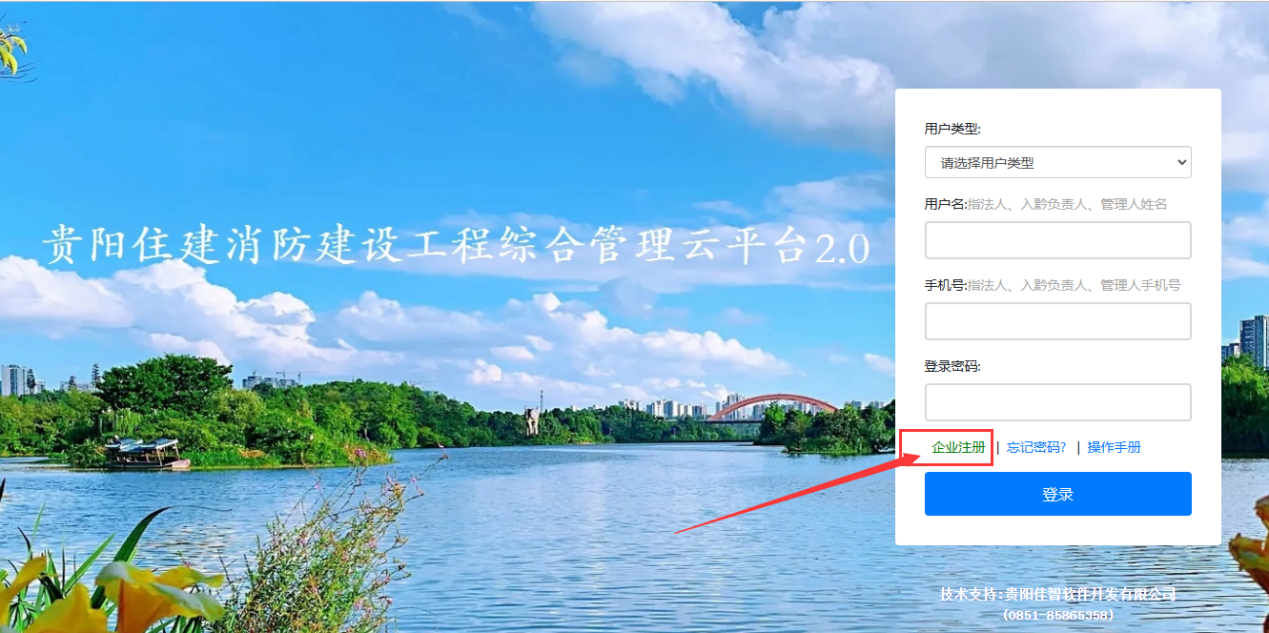 贵阳住建消防建设工程综合管理云平台2.0
用户类型:
请选择用户类型
用户名:指法人、入黔负责人、管理人姓名
手机号:指法人、入黔负责人、管理人手机号
登录密码:
企业注册 | 忘记密码? | 操作手册
登录
技术支持:贵阳佳智软件开发有限公司
(0851-85865358)